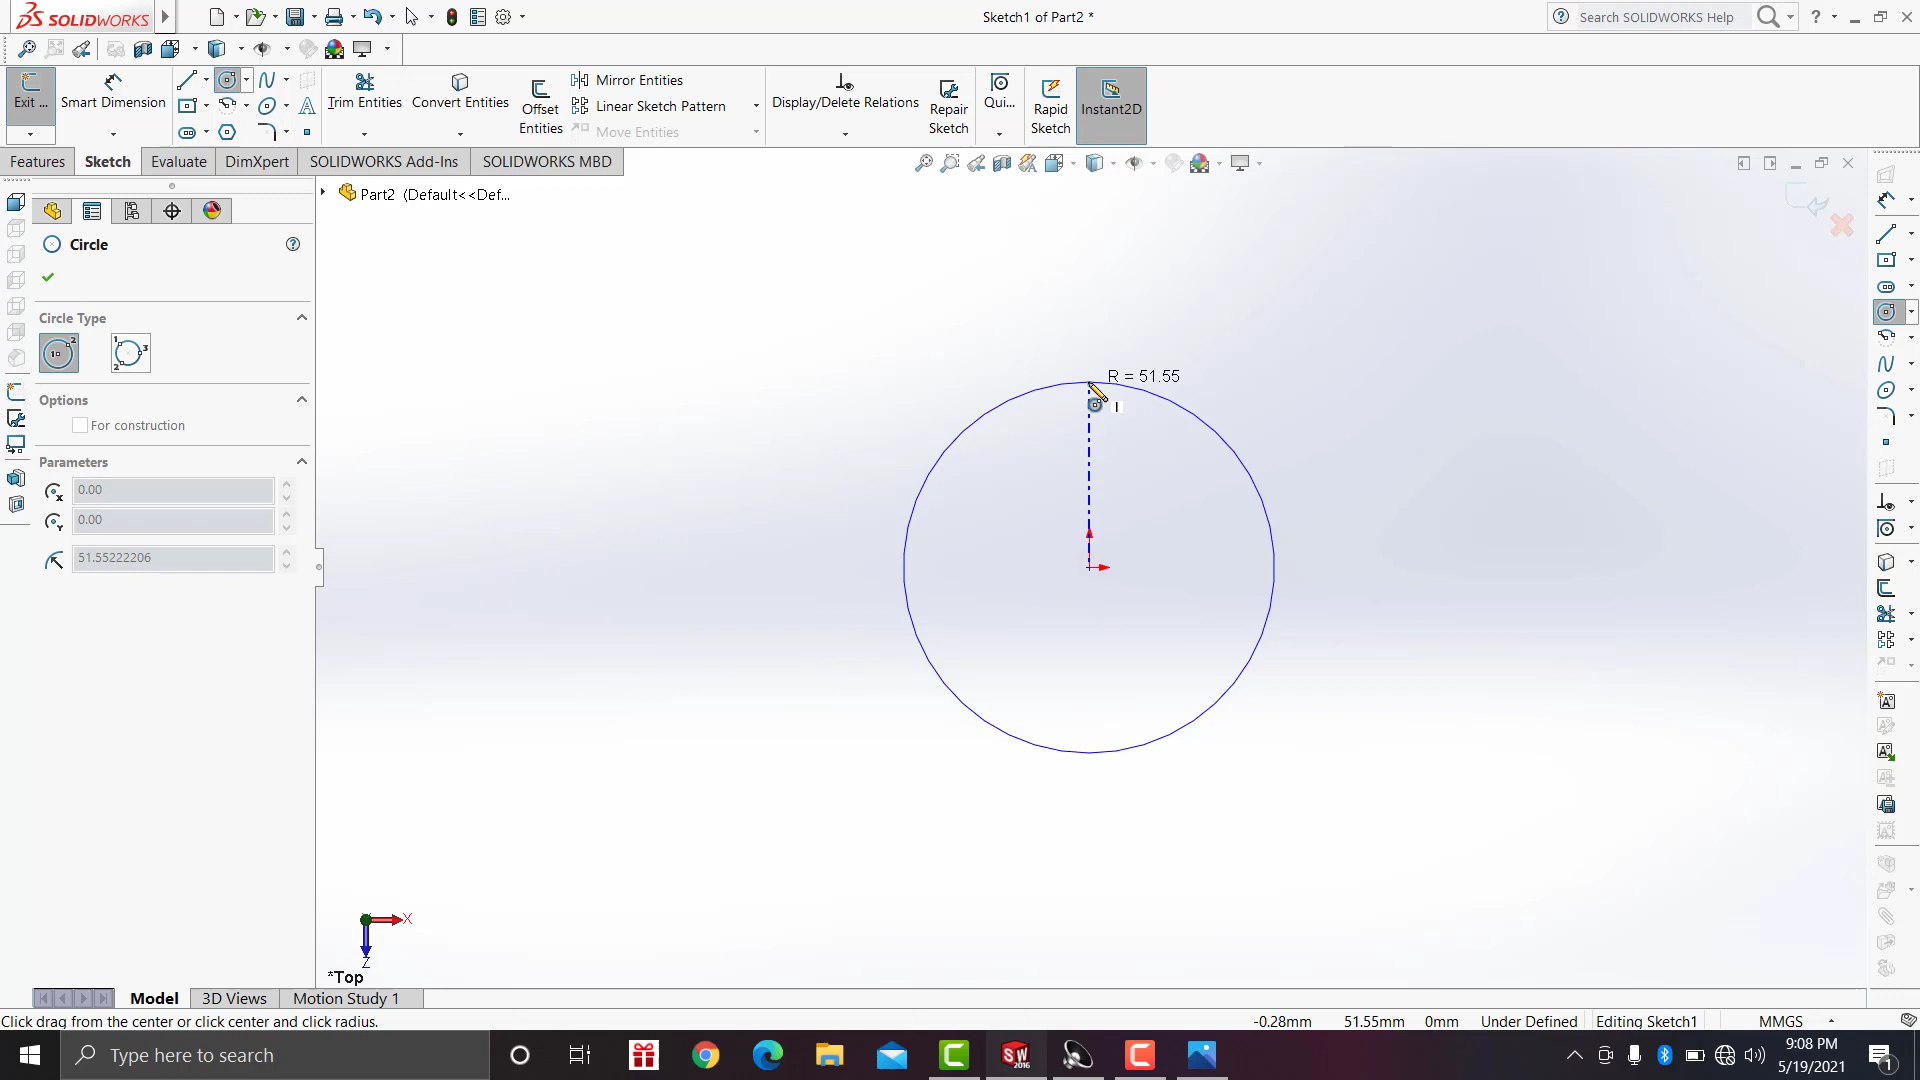 SOLIDWORKS
Sketch1 of Part2 *
Search SOLIDWORKS Help
Exit ...
Smart Dimension
Trim Entities
Convert Entities
Offset
Entities
Mirror Entities
Linear Sketch Pattern
Move Entities
Display/Delete Relations
Repair
Sketch
Qui...
Rapid
Sketch
Instant2D
Features
Sketch
Evaluate
DimXpert
SOLIDWORKS Add-Ins
SOLIDWORKS MBD
Part2 (Default<<Def...
Circle
Circle Type
Options
For construction
Parameters
0.00
0.00
51.55222206
R = 51.55
X
Z
*Top
Model
3D Views
Motion Study 1
Click drag from the center or click center and click radius.
-0.28mm
51.55mm
0mm
Under Defined
Editing Sketch1
MMGS
Type here to search
SW
2016
9:08 PM
5/19/2021
1